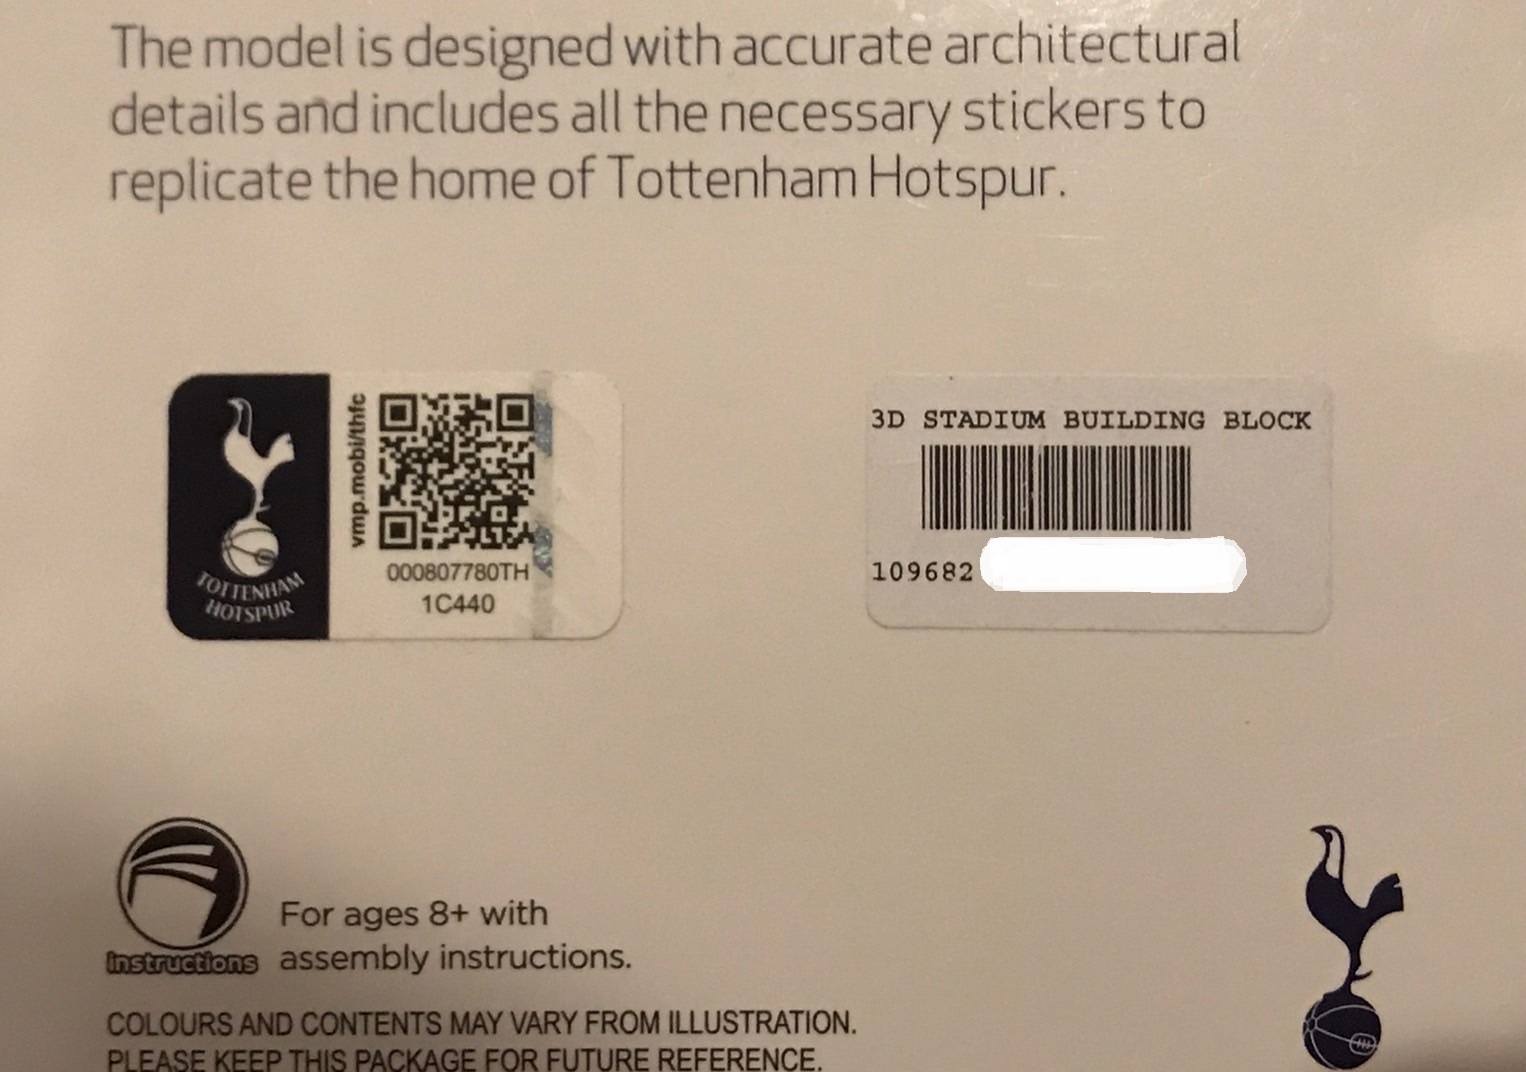 The model is designed with accurate architectural
details and includes all the necessary stickers to
replicate the home of Tottenham Hotspur.
TOTTENHAM
HOTSPUR
vmp.mobi/thfc
000807780TH
1C440
3D STADIUM BUILDING BLOCK
109682
instructions
For ages 8+ with
assembly instructions.
COLOURS AND CONTENTS MAY VARY FROM ILLUSTRATION.
PLEASE KEEP THIS PACKAGE FOR FUTURE REFERENCE.